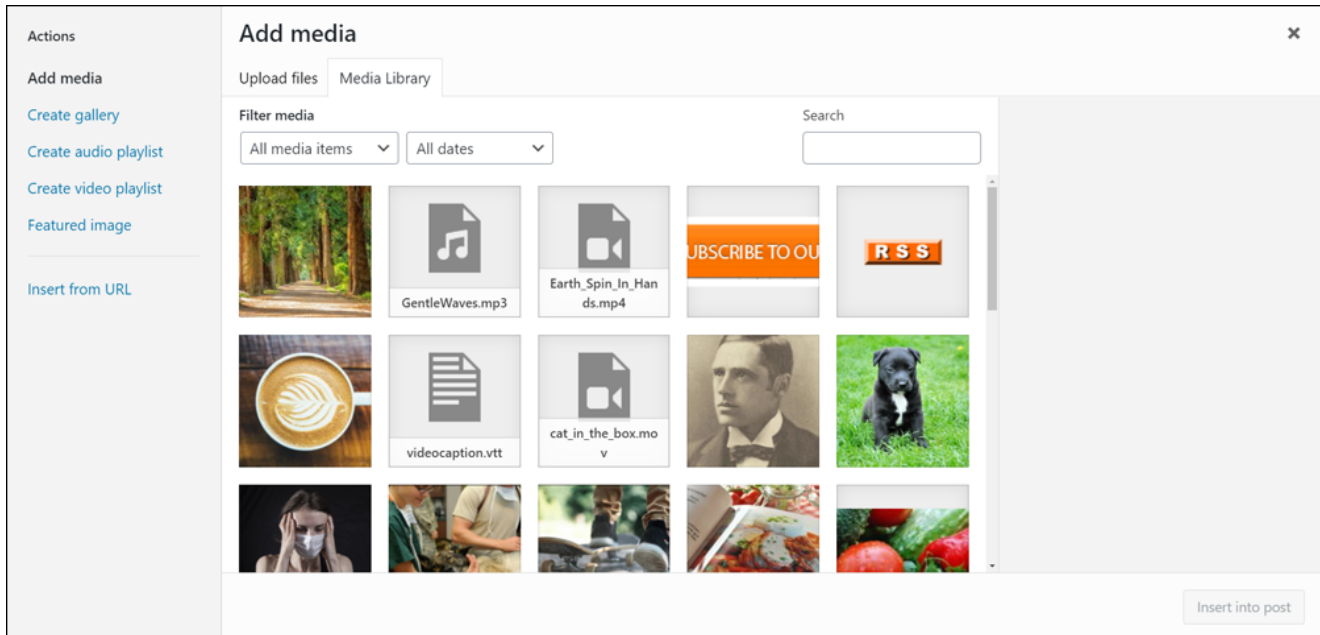 Actions
Add media
Create gallery
Create audio playlist
Create video playlist
Featured image
Insert from URL
Add media
Upload files
Media Library
Filter media
Search
All media items
All dates
GentleWaves.mp3
Earth_Spin_In_Han
ds.mp4
UBSCRIBE TO OU
RSS
videocaption.vtt
cat_in_the_box.mo
v
Insert into post